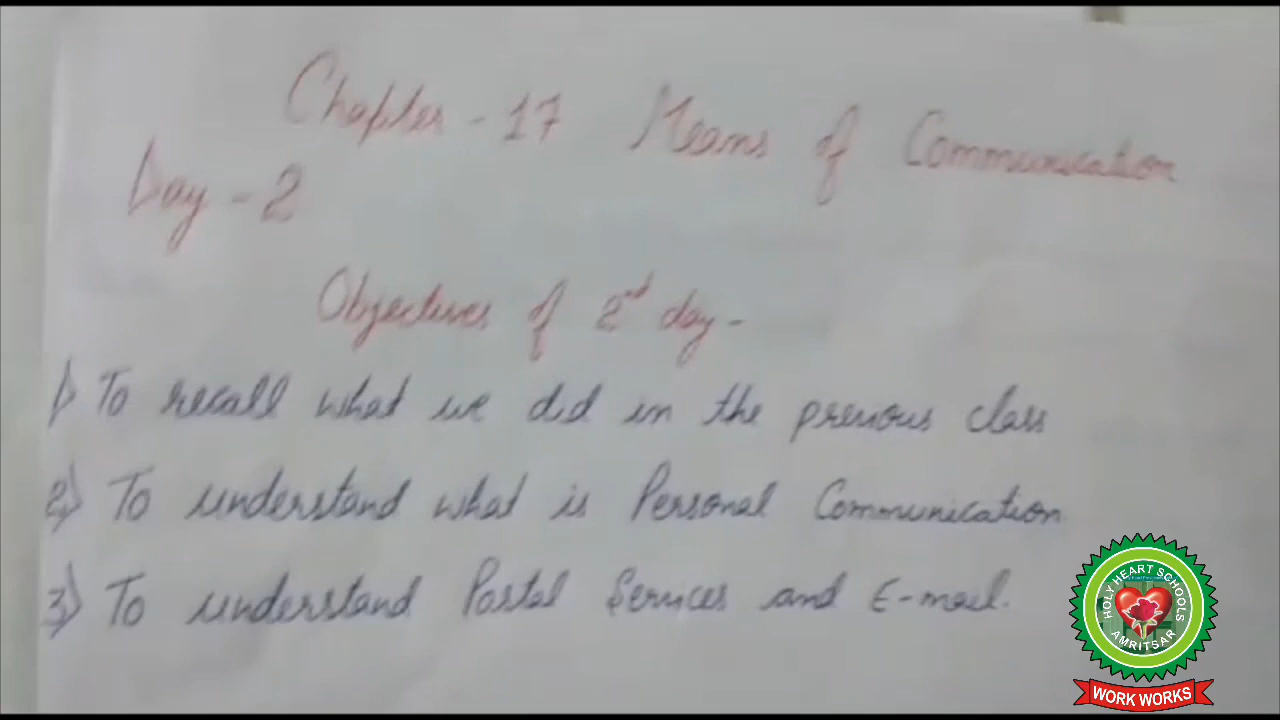 Chapter - 17 Means of Communication
Day - 2
Objectives of 2nd day -
1) To recall what we did in the previous class
2) To understand what is Personal Communication
3) To understand Postal Services and E-mail.
HOLY HEART SCHOOLS
AMRITSAR
WORK WORKS